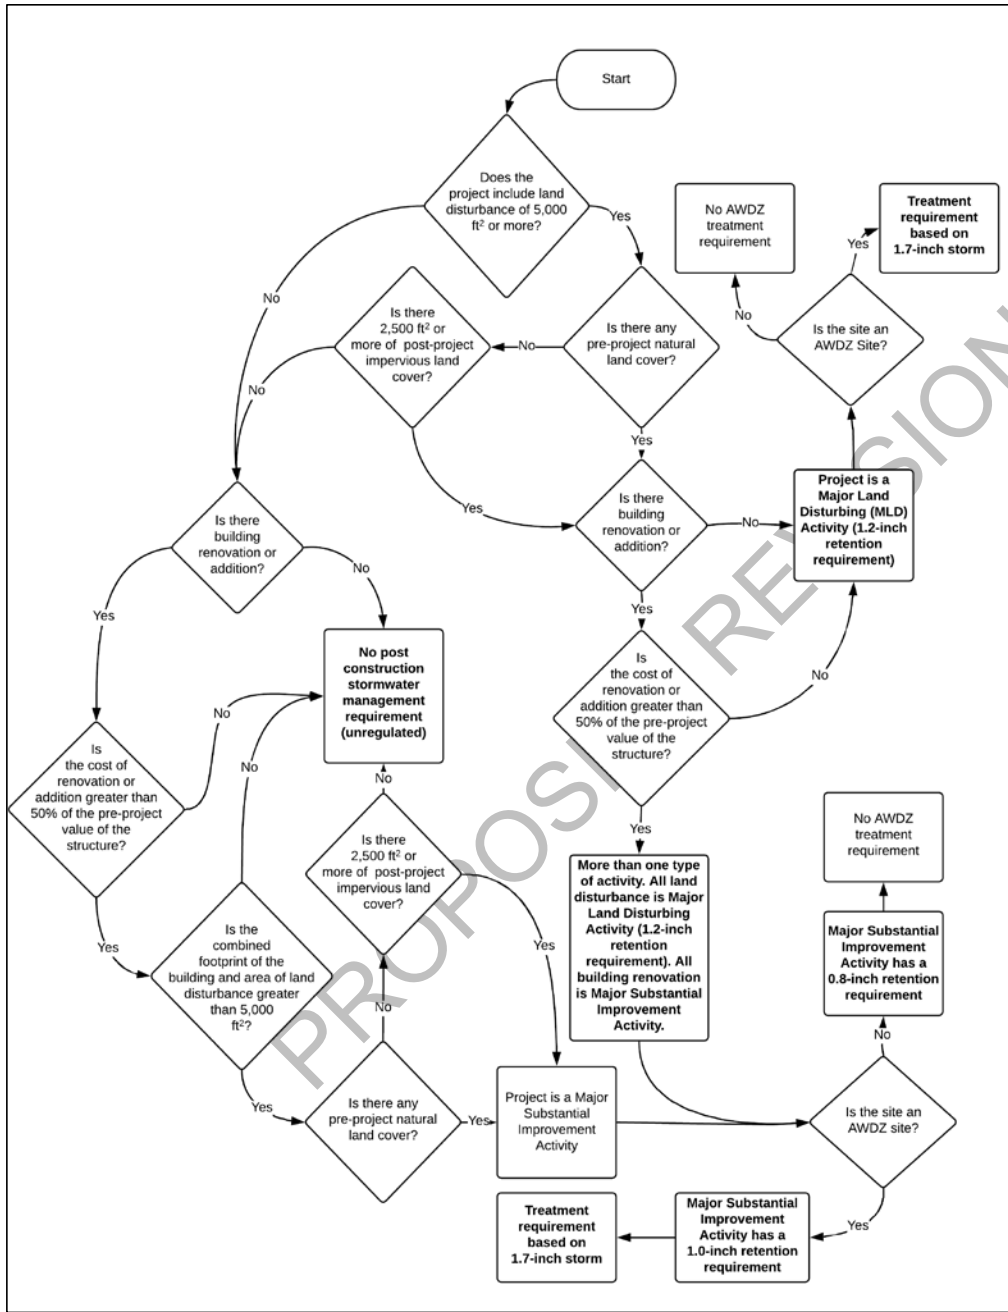 Start
Does the
project include land
disturbance of 5,000
ft² or more?
Yes
No
Is there any
pre-project natural
land cover?
No
Is there
2,500 ft² or
more of post-project
impervious land
cover?
No
Yes
Yes
Is there
building
renovation or
addition?
No
Yes
Project is a
Major Land
Disturbing (MLD)
Activity (1.2-inch
retention
requirement)
Is the site an
AWDZ Site?
No
No AWDZ
treatment
requirement
Yes
Treatment
requirement
based on
1.7-inch storm
Is
the cost of
renovation or
addition greater than
50% of the pre-project
value of the
structure?
No
Yes
More than one type
of activity. All land
disturbance is Major
Land Disturbing
Activity (1.2-inch
retention
requirement). All
building renovation
is Major Substantial
Improvement
Activity.
Is there
building
renovation or
addition?
No
Yes
No post
construction
stormwater
management
requirement
(unregulated)
Is
the cost of
renovation or
addition greater than
50% of the pre-project
value of the
structure?
No
Yes
Is the
combined
footprint of the
building and area of land
disturbance greater
than 5,000
ft²?
No
Yes
Is there any
pre-project natural
land cover?
No
Is there
2,500 ft² or
more of post-project
impervious land
cover?
No
Yes
Yes
Project is a Major
Substantial
Improvement
Activity
Is the site an
AWDZ site?
No
Major Substantial
Improvement
Activity has a
0.8-inch retention
requirement
No AWDZ
treatment
requirement
Yes
Major Substantial
Improvement
Activity has a
1.0-inch retention
requirement
Treatment
requirement
based on
1.7-inch storm